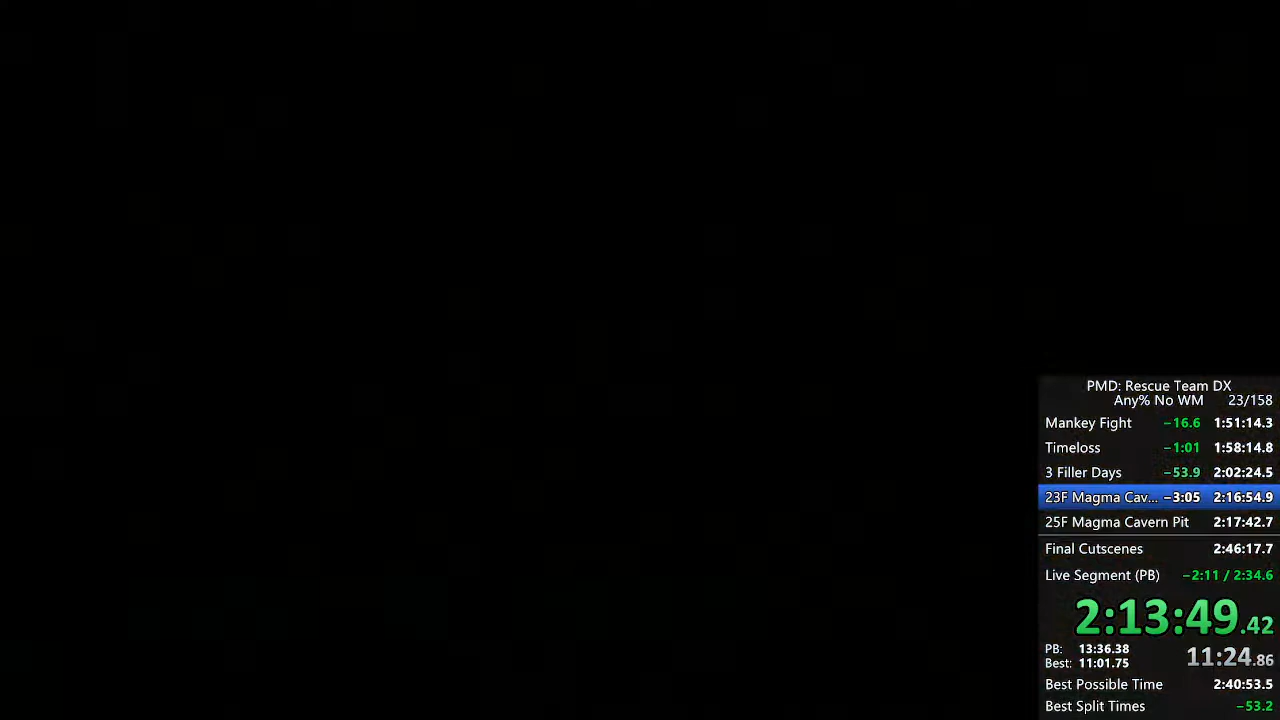 PMD: Rescue Team DX
Any% No WM 23/158
Mankey Fight −16.6 1:51:14.3
Timeloss −1:01 1:58:14.8
3 Filler Days −53.9 2:02:24.5
23F Magma Cav... −3:05 2:16:54.9
25F Magma Cavern Pit 2:17:42.7
Final Cutscenes 2:46:17.7
Live Segment (PB) −2:11 / 2:34.6
2:13:49.42
PB: 13:36.38
Best: 11:01.75
11:24.86
Best Possible Time 2:40:53.5
Best Split Times −53.2